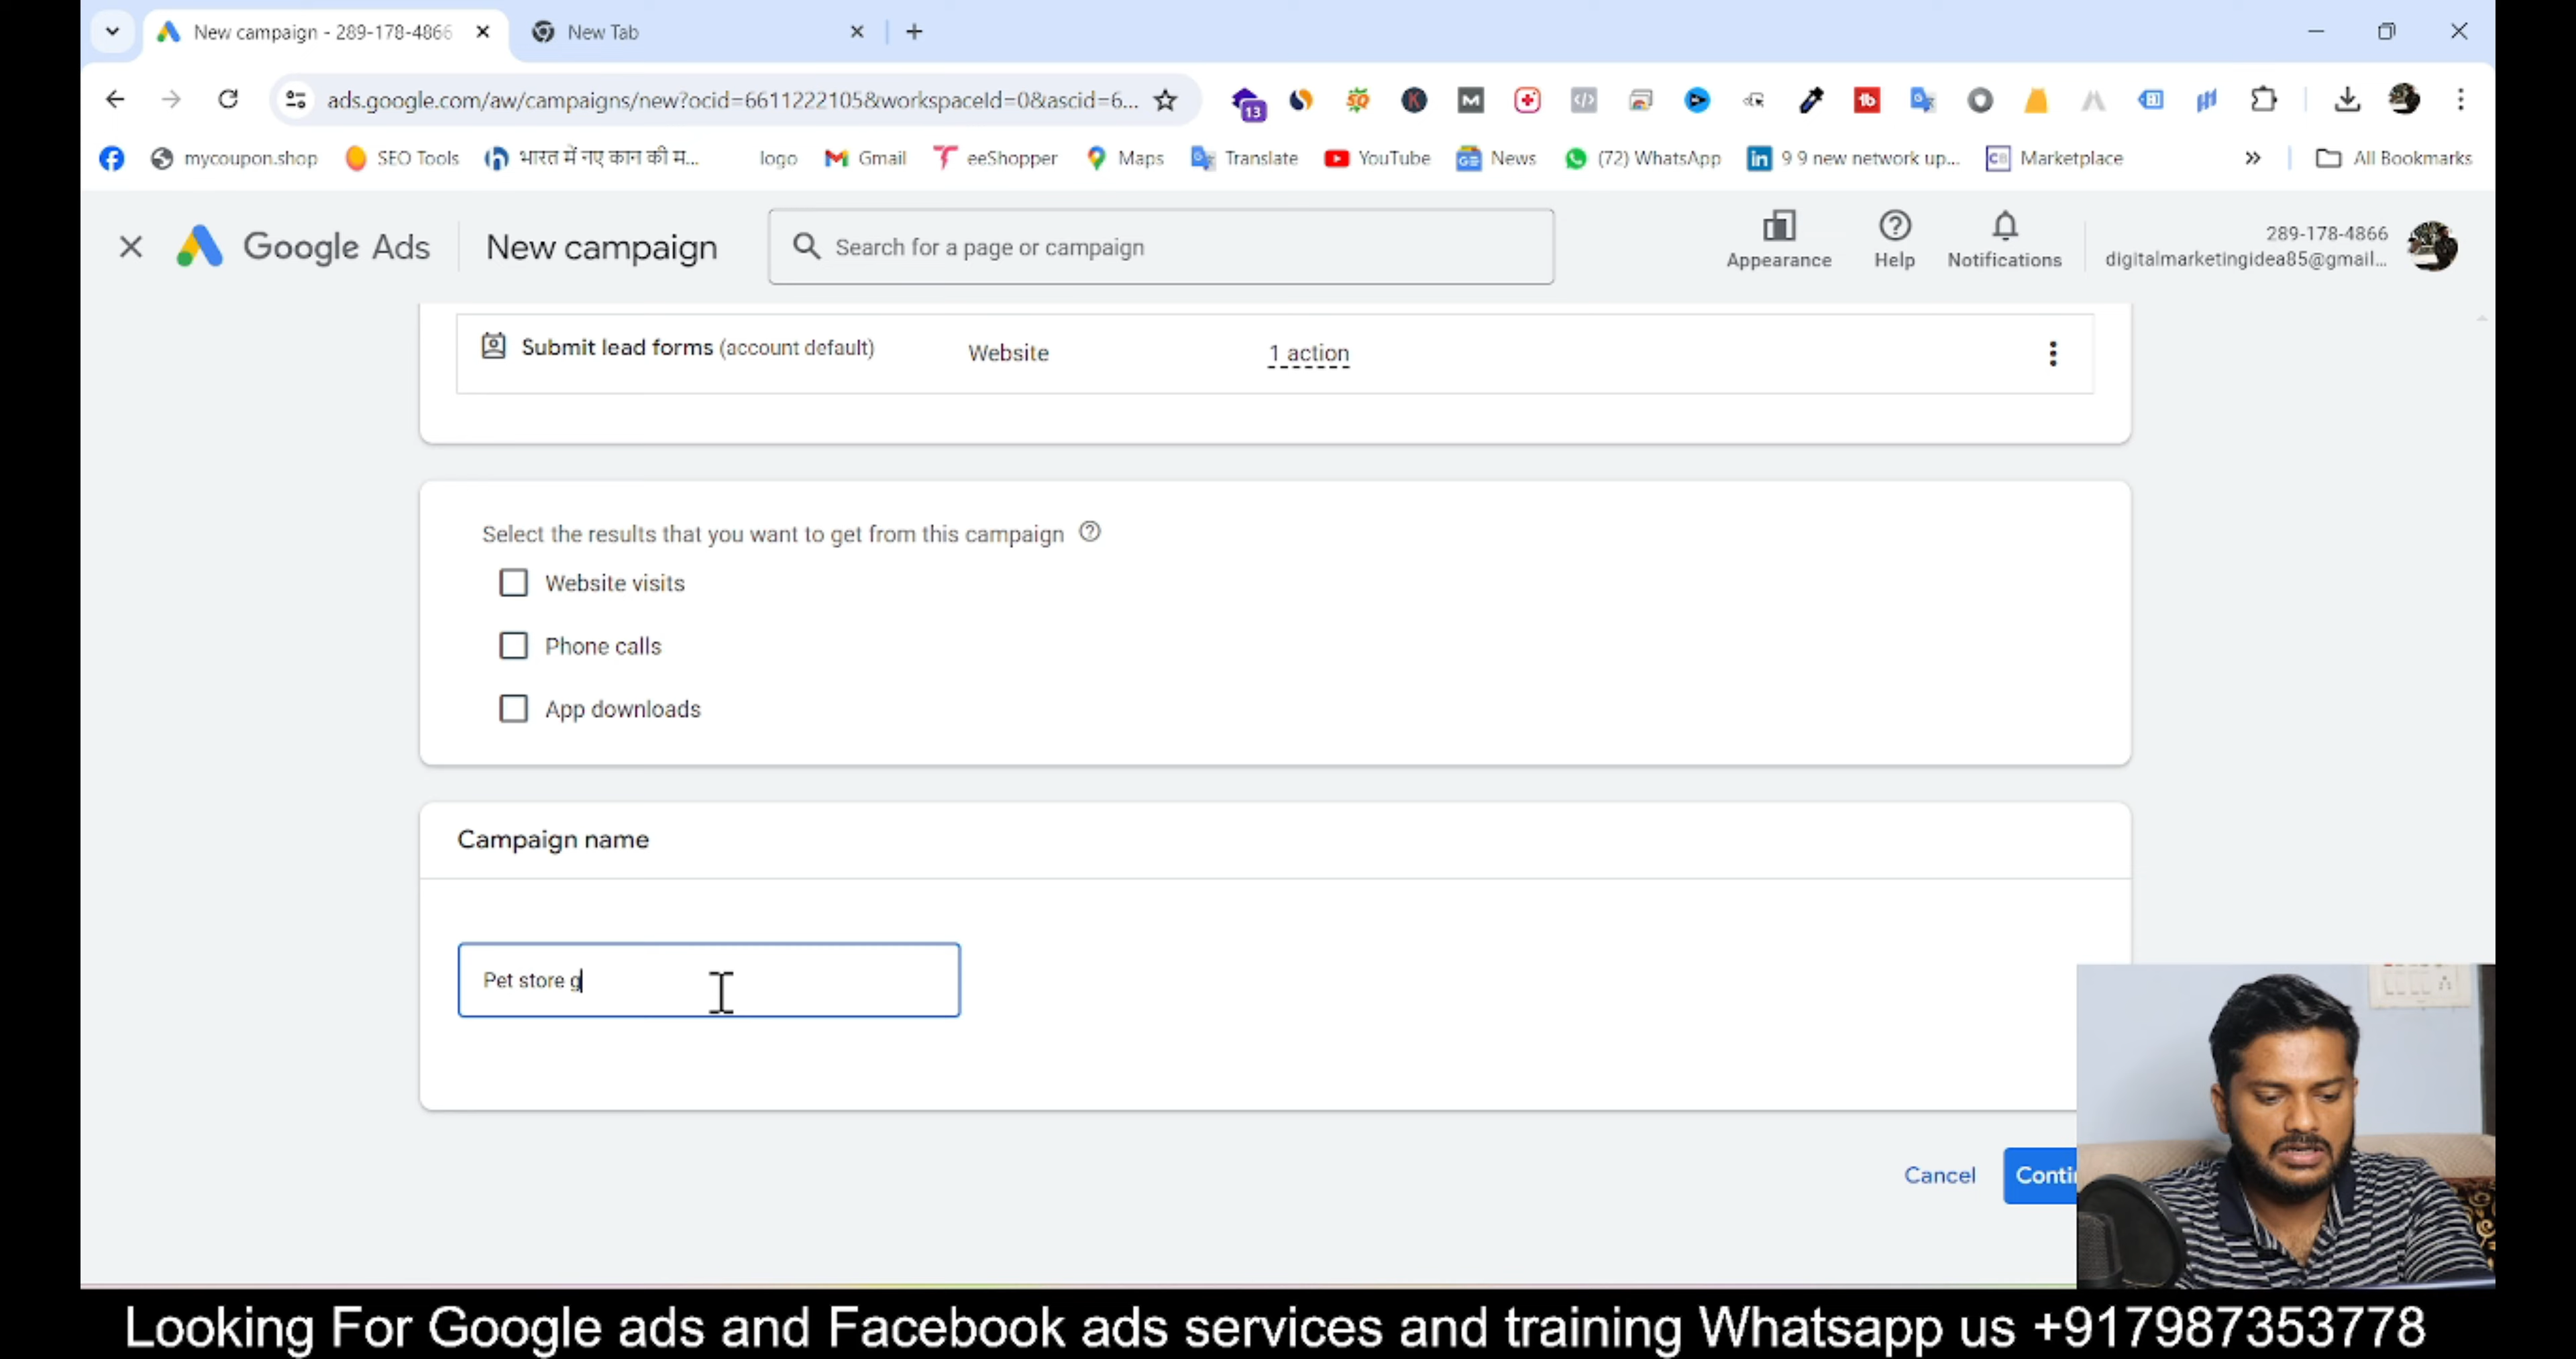 New campaign - 289-178-4866
New Tab
ads.google.com/aw/campaigns/new?ocid=6611222105&workspaceId=0&ascid=6...
13
mycoupon.shop
SEO Tools
भारत में नए कान की म...
logo
Gmail
eeShopper
Maps
Translate
YouTube
News
(72) WhatsApp
9 9 new network up...
Marketplace
All Bookmarks
Google Ads
New campaign
Search for a page or campaign
Appearance
Help
Notifications
289-178-4866
digitalmarketingidea85@gmail...
Submit lead forms (account default)
Website
1 action
Select the results that you want to get from this campaign
Website visits
Phone calls
App downloads
Campaign name
Pet store g
Cancel
Contin
Looking For Google ads and Facebook ads services and training Whatsapp us +917987353778